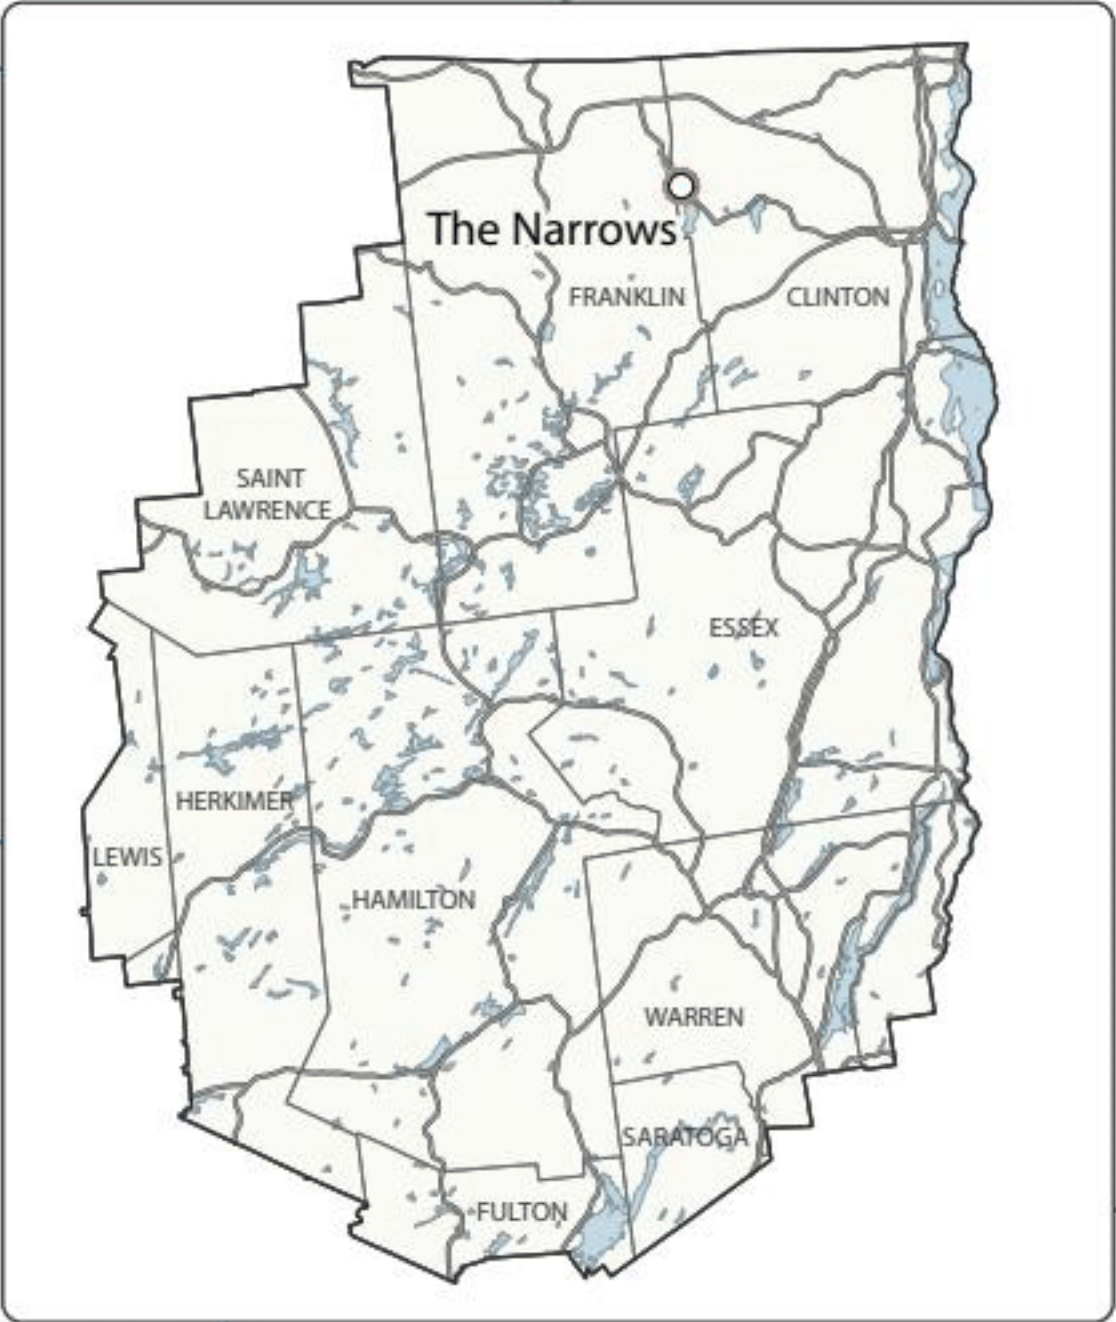 The Narrows
FRANKLIN
CLINTON
SAINT
LAWRENCE
ESSEX
HERKIMER
LEWIS
HAMILTON
WARREN
SARATOGA
FULTON